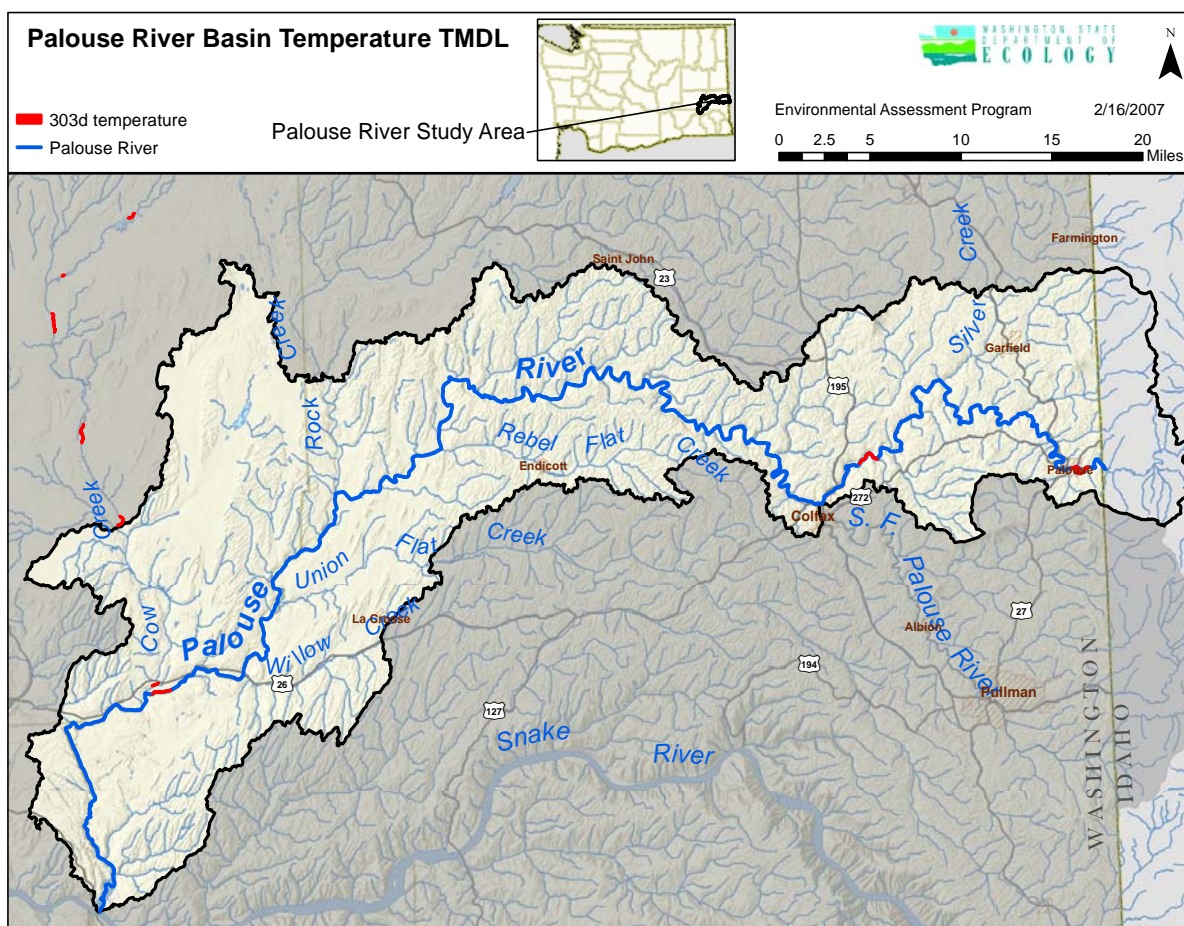 Palouse River Basin Temperature TMDL
WASHINGTON STATE
DEPARTMENT OF
ECOLOGY
N
303d temperature
Palouse River
Palouse River Study Area
Environmental Assessment Program 2/16/2007
0 2.5 5 10 15 20
Miles
Creek
Farmington
Saint John
23
Creek
Silver
Garfield
River
195
Rock
Rebel Flat Creek
Endicott
Palouse
272
Colfax
S. F. Palouse River
Creek
Union Flat Creek
Cow
Palouse
La Crosse
Willow Creek
Albion
27
26
194
Pullman
127
Snake River
WASHINGTON
IDAHO